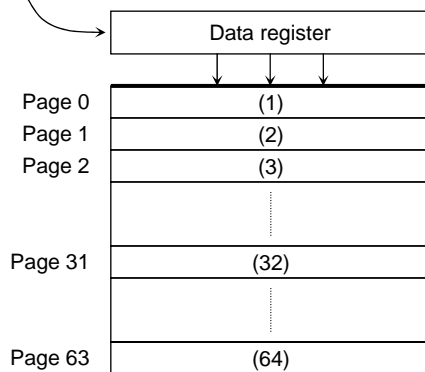 Data register
Page 0 (1)
Page 1 (2)
Page 2 (3)
Page 31 (32)
Page 63 (64)